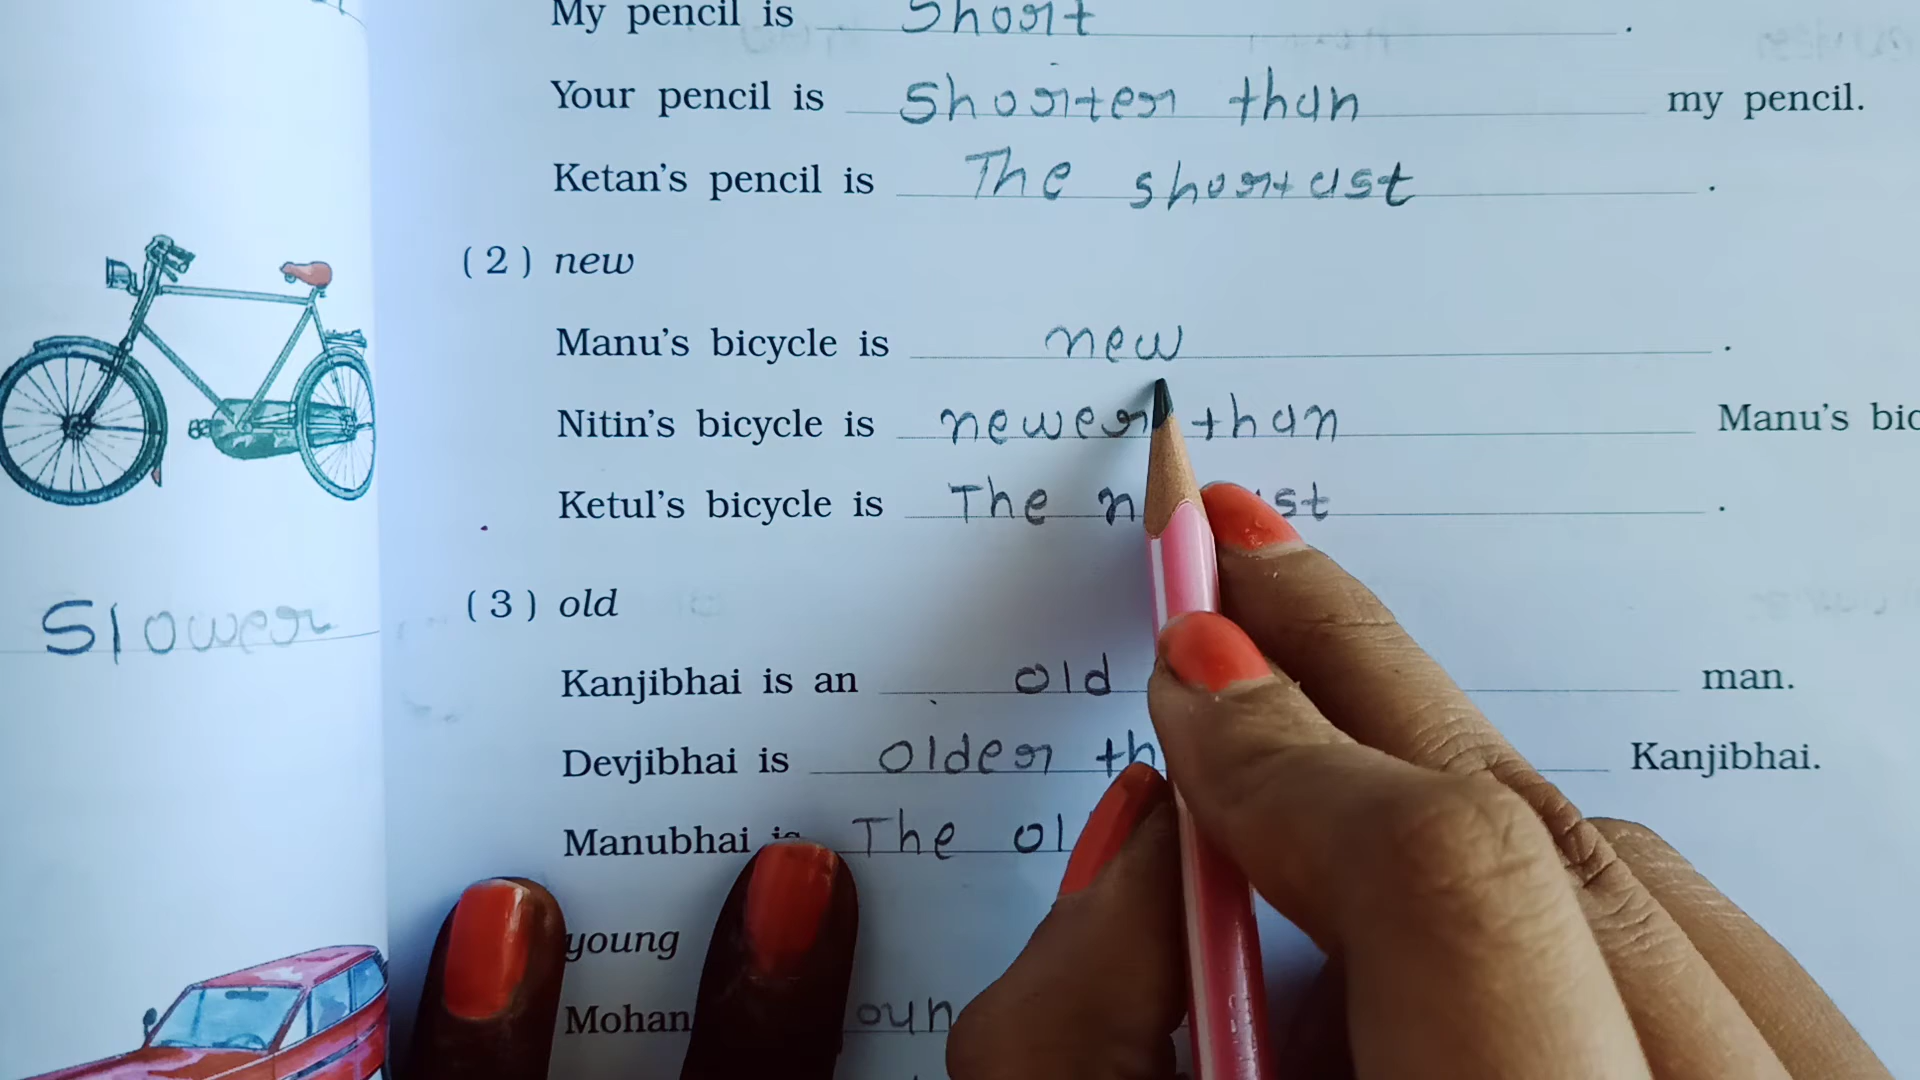 My pencil is Short .
Your pencil is Shorter than my pencil.
Ketan's pencil is The shortest .
( 2 ) new
Manu's bicycle is new .
Nitin's bicycle is newer than Manu's
Ketul's bicycle is The .
Slower
( 3 ) old
Kanjibhai is an old man.
Devjibhai is Older Kanjibhai.
Manubhai is The
young
Mohan